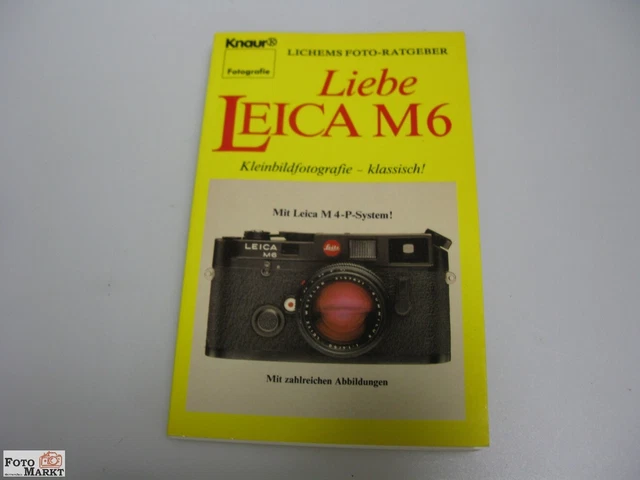 Knaur®
Fotografie
LICHEMS FOTO-RATGEBER
Liebe
LEICA M6
Kleinbildfotografie – klassisch!
Mit Leica M 4-P-System!
LEICA
M6
Leica
Mit zahlreichen Abbildungen
FOTO
MARKT